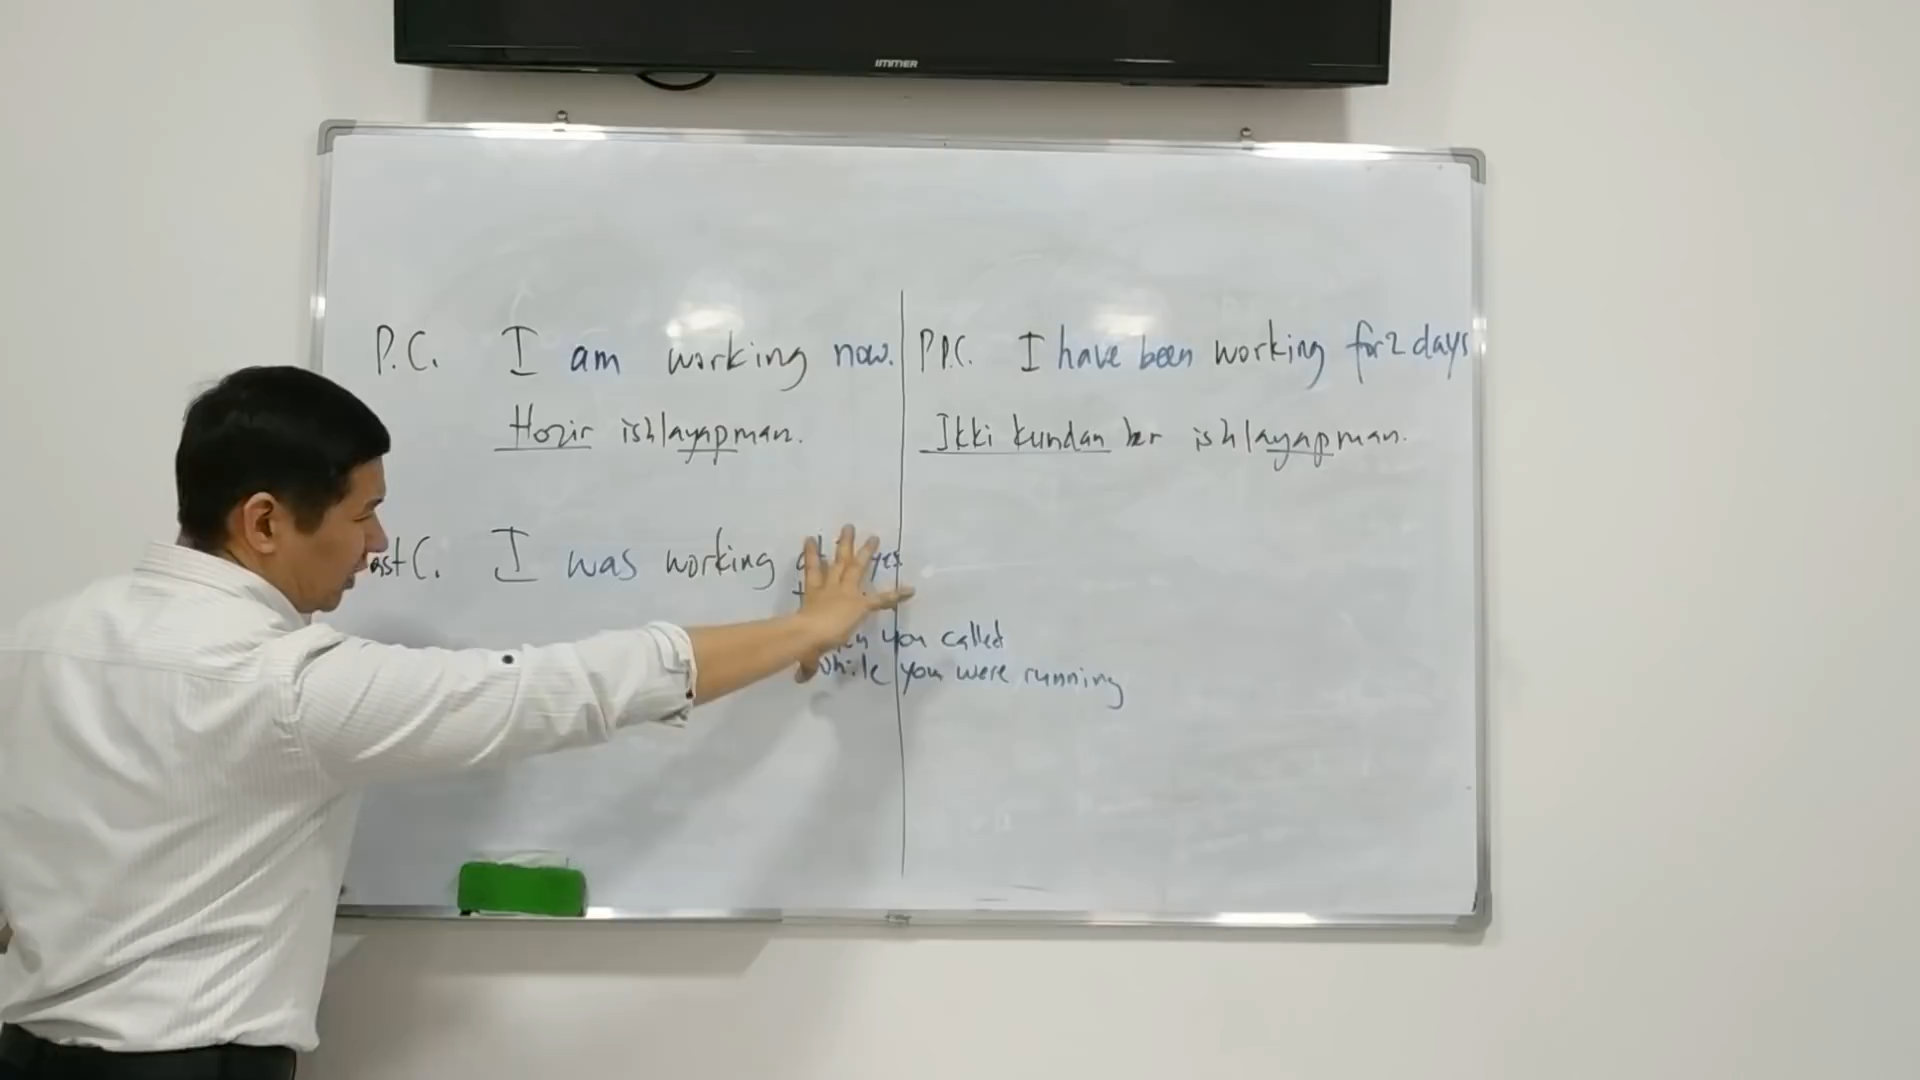 IMMER
P.C. I am working now.
Hozir ishlayapman.
P.P.C. I have been working for 2 days
Ikki kundan ber ishlayapman.
C. I was working
you called
while you were running